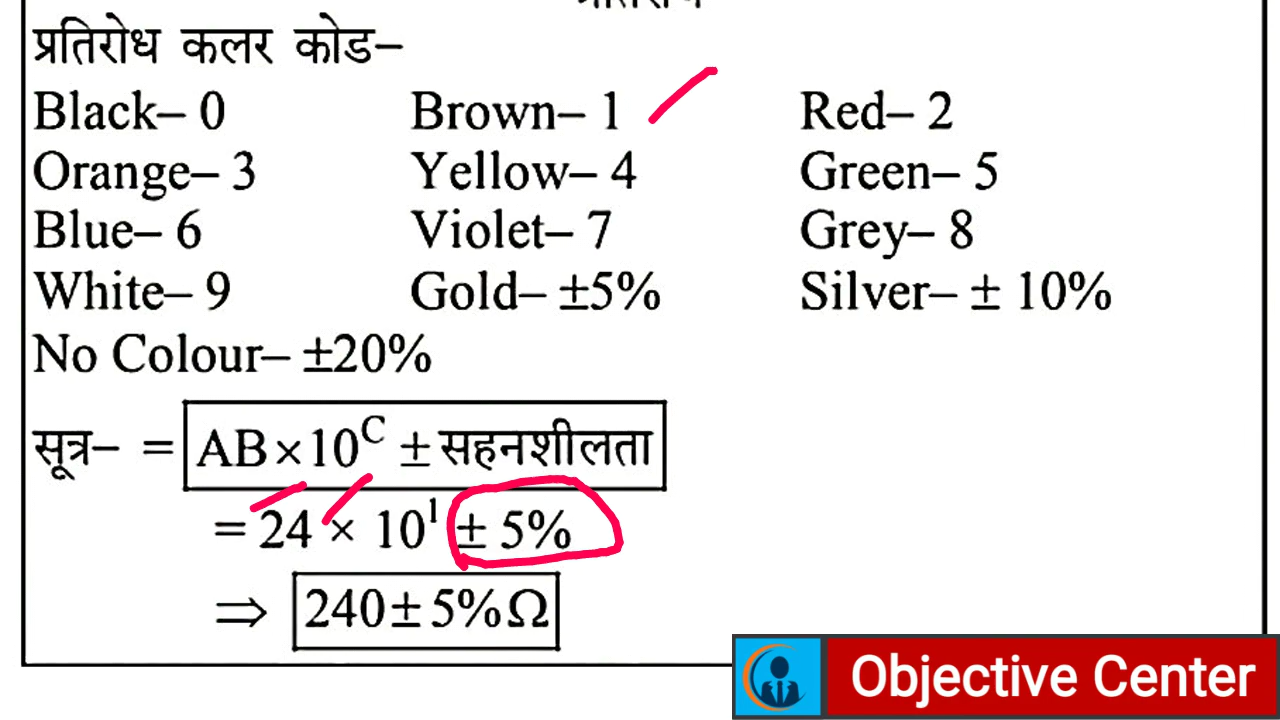 प्रतिरोध
प्रतिरोध कलर कोड–
Black– 0 Brown– 1 Red– 2
Orange– 3 Yellow– 4 Green– 5
Blue– 6 Violet– 7 Grey– 8
White– 9 Gold– ±5% Silver– ± 10%
No Colour– ±20%
सूत्र– = AB×10^C ± सहनशीलता
= 24 × 10¹ ± 5%
⇒ 240±5%Ω
Objective Center